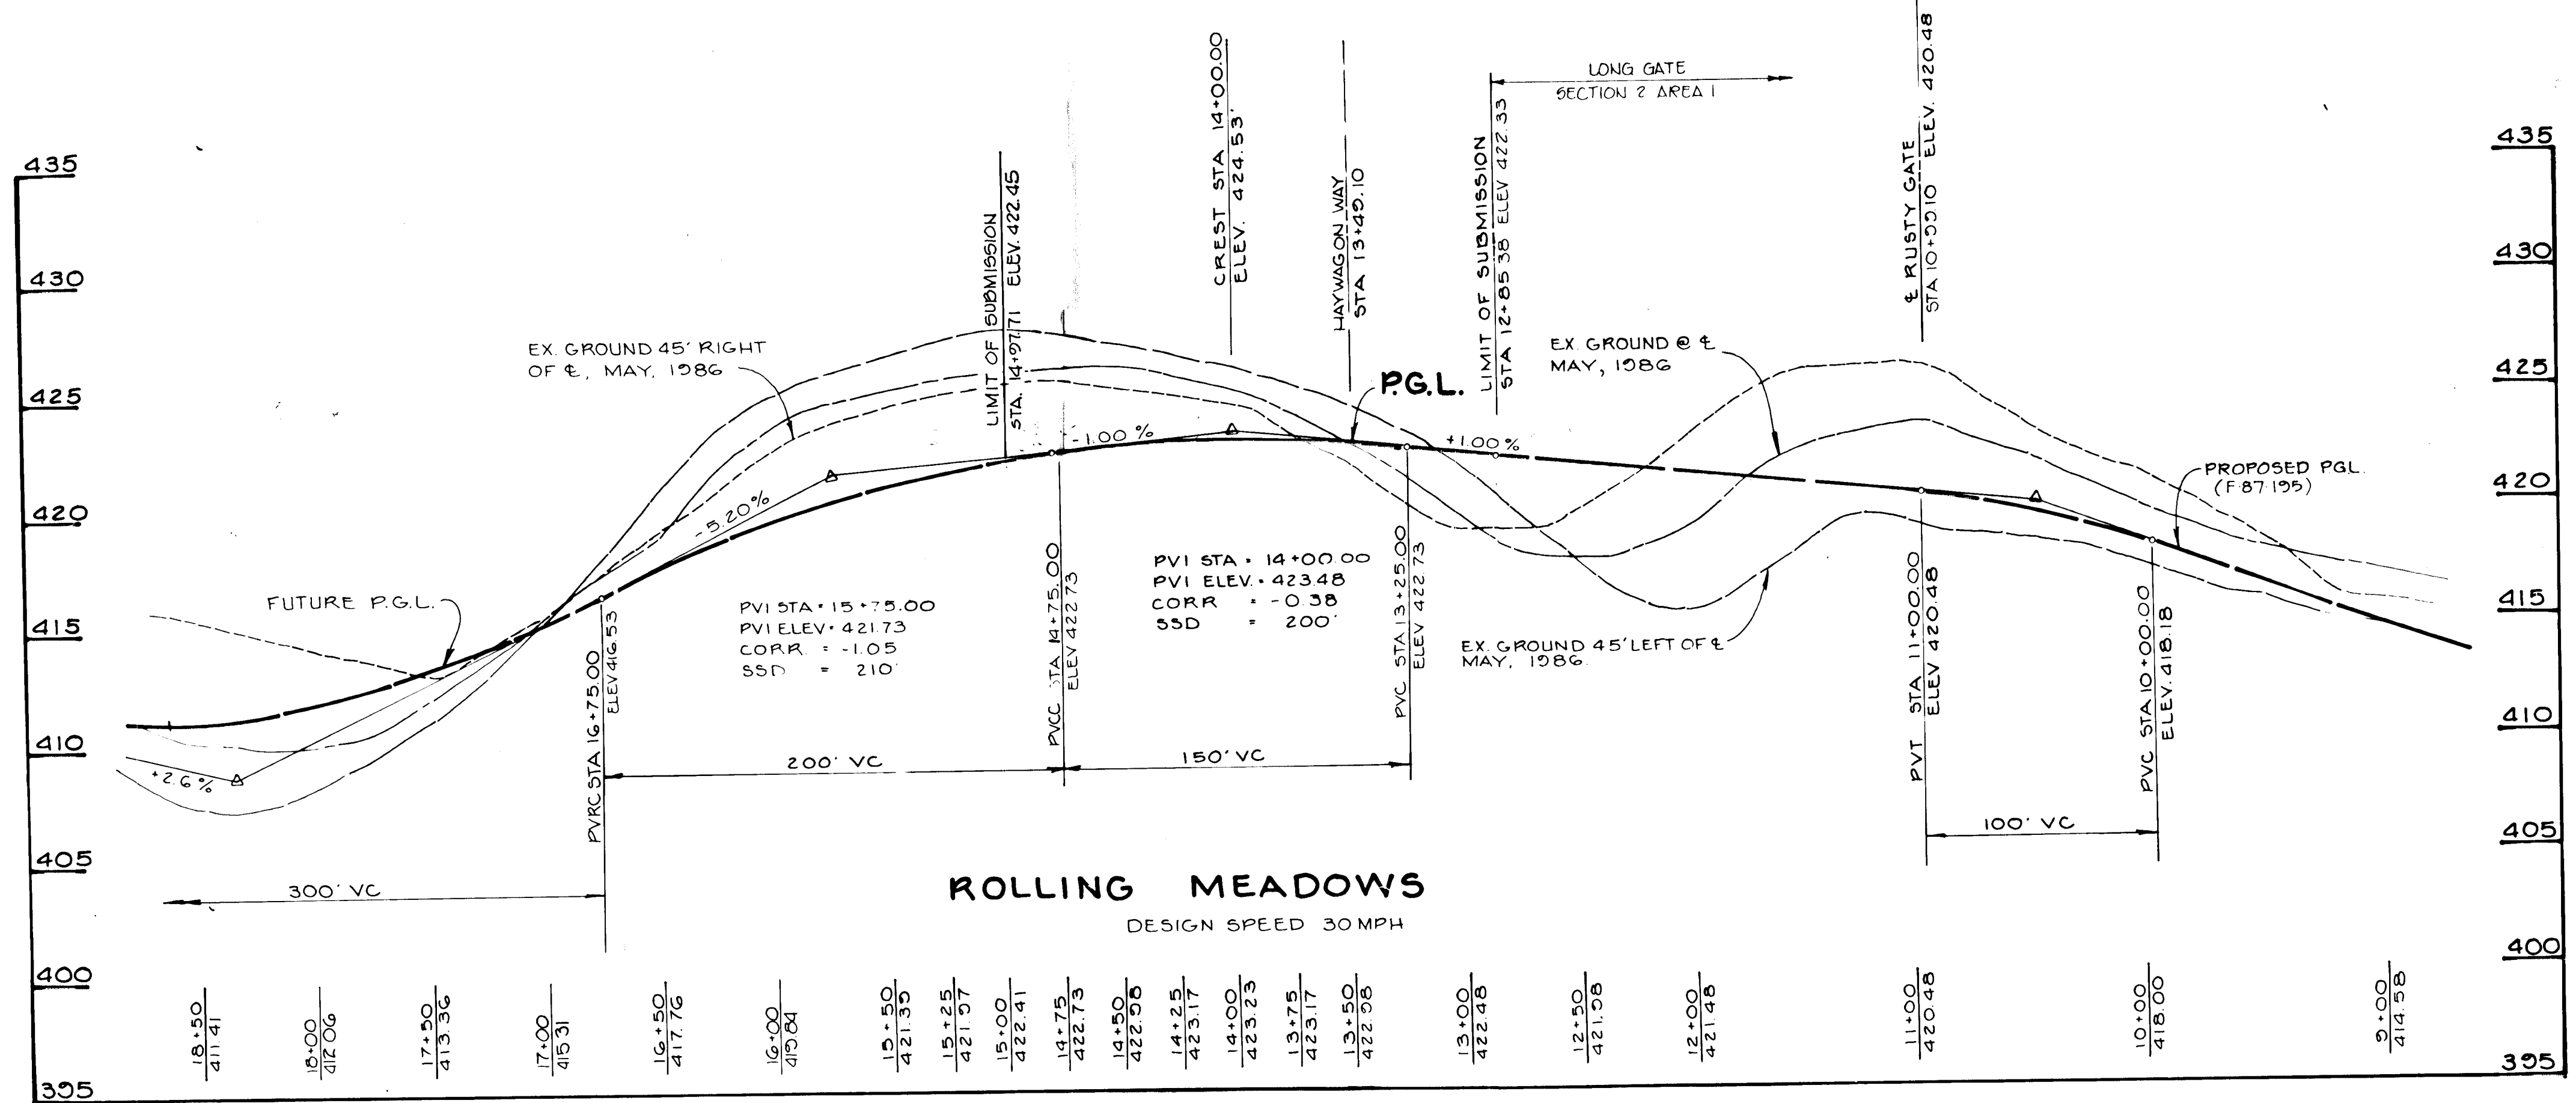 435
430
425
420
415
410
405
400
395
435
430
425
420
415
410
405
400
395
LONG GATE
SECTION 2 AREA 1
LIMIT OF SUBMISSION
STA. 14+97.71 ELEV. 422.45
CREST STA 14+00.00
ELEV. 424.53'
HAYWAGON WAY
STA 13+49.10
LIMIT OF SUBMISSION
STA 12+85.38 ELEV 422.33
℄ RUSTY GATE
STA 10+99.10 ELEV. 420.48
EX. GROUND 45' RIGHT
OF ℄, MAY, 1986
P.G.L.
EX. GROUND @ ℄
MAY, 1986
PROPOSED PGL.
(F·87·195)
-5.20%
-1.00 %
+1.00 %
+2.6 %
FUTURE P.G.L.
EX. GROUND 45' LEFT OF ℄
MAY, 1986.
PVI STA = 15+75.00
PVI ELEV = 421.73
CORR. = -1.05
SSD = 210'
PVI STA = 14+00.00
PVI ELEV. = 423.48
CORR = -0.38
SSD = 200'
PVRC STA 16+75.00
ELEV 416.53
PVCC STA 14+75.00
ELEV 422.73
PVC STA 13+25.00
ELEV 422.73
PVT STA 11+00.00
ELEV 420.48
PVC STA 10+00.00
ELEV. 418.18
300' VC
200' VC
150' VC
100' VC
ROLLING MEADOWS
DESIGN SPEED 30 MPH
18+50
411.41
18+00
412.06
17+50
413.36
17+00
415.31
16+50
417.76
16+00
419.84
15+50
421.39
15+25
421.97
15+00
422.41
14+75
422.73
14+50
422.98
14+25
423.17
14+00
423.23
13+75
423.17
13+50
422.98
13+00
422.48
12+50
421.98
12+00
421.48
11+00
420.48
10+00
418.00
9+00
414.58